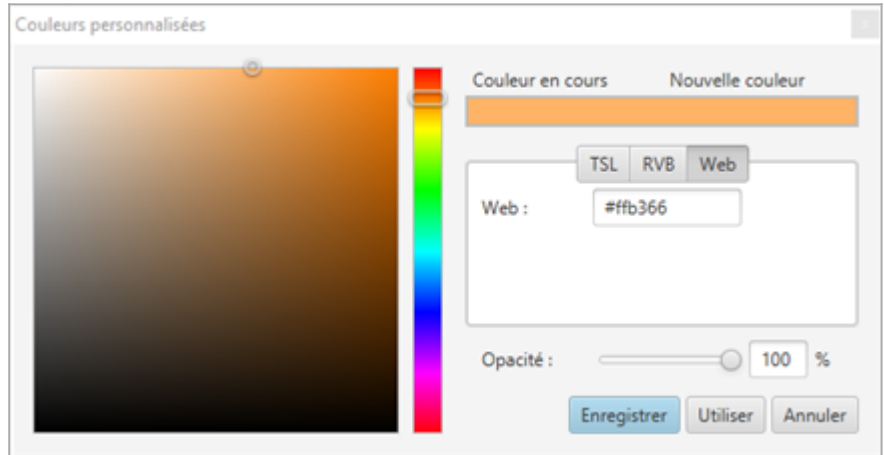 Couleurs personnalisées
Couleur en cours Nouvelle couleur
TSL RVB Web
Web : #ffb366
Opacité : 100 %
Enregistrer Utiliser Annuler